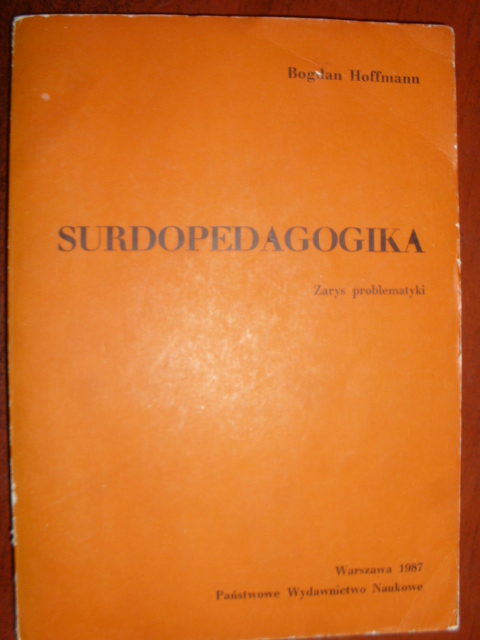 Bogdan Hoffmann
SURDOPEDAGOGIKA
Zarys problematyki
Warszawa 1987
Państwowe Wydawnictwo Naukowe